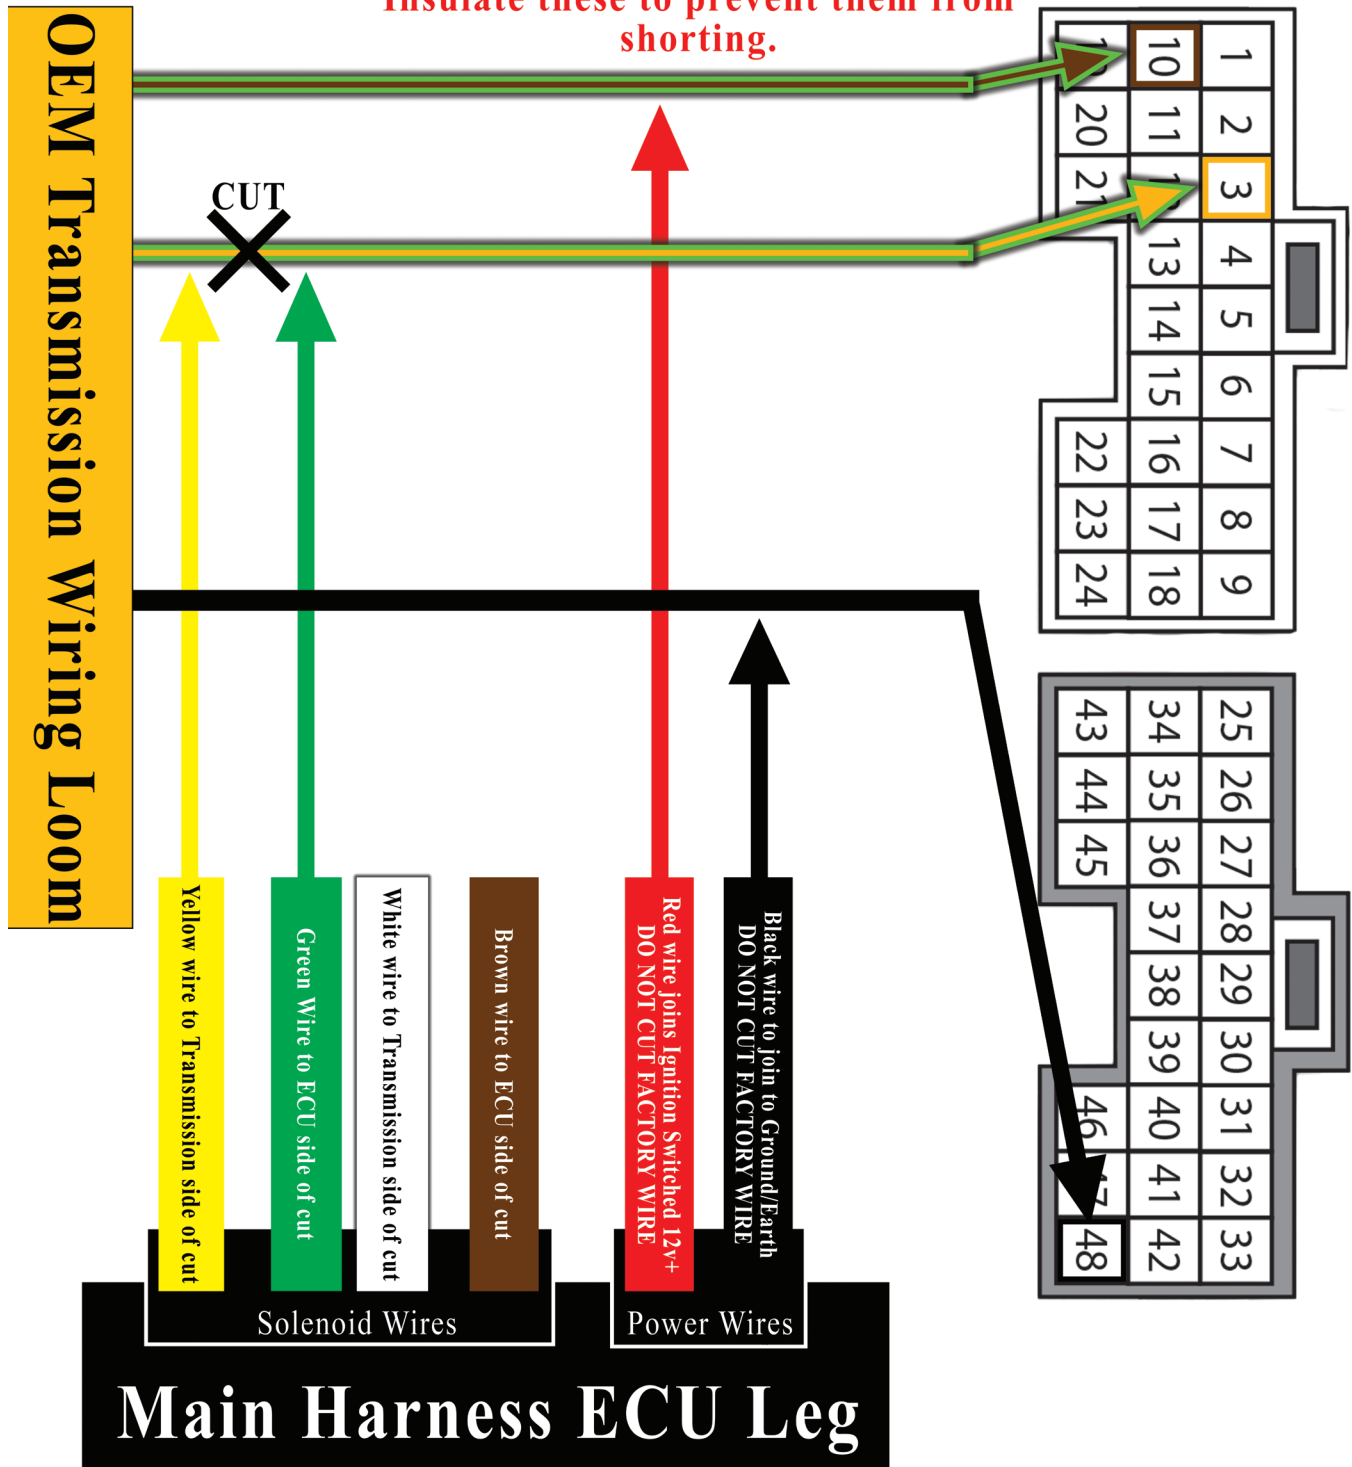 Insulate these to prevent them from
shorting.
OEM Transmission Wiring Loom
CUT
10 1
20 11 2
21 3
13 4
14 5
15 6
22 16 7
23 17 8
24 18 9
43 34 25
44 35 26
45 36 27
37 28
38 29
39 30
46 40 31
47 41 32
48 42 33
Yellow wire to Transmission side of cut
Green Wire to ECU side of cut
White wire to Transmission side of cut
Brown wire to ECU side of cut
Red wire joins Ignition Switched 12v+
DO NOT CUT FACTORY WIRE
Black wire to join to Ground/Earth
DO NOT CUT FACTORY WIRE
Solenoid Wires
Power Wires
Main Harness ECU Leg